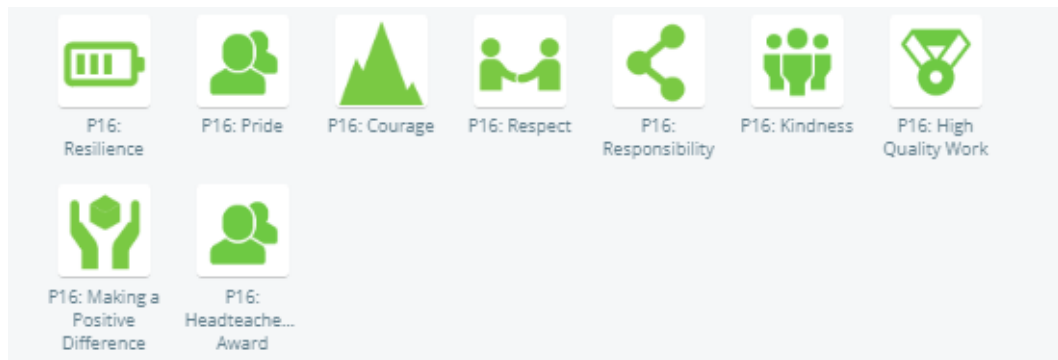 P16:
Resilience
P16: Pride
P16: Courage
P16: Respect
P16:
Responsibility
P16: Kindness
P16: High
Quality Work
P16: Making a
Positive
Difference
P16:
Headteache...
Award